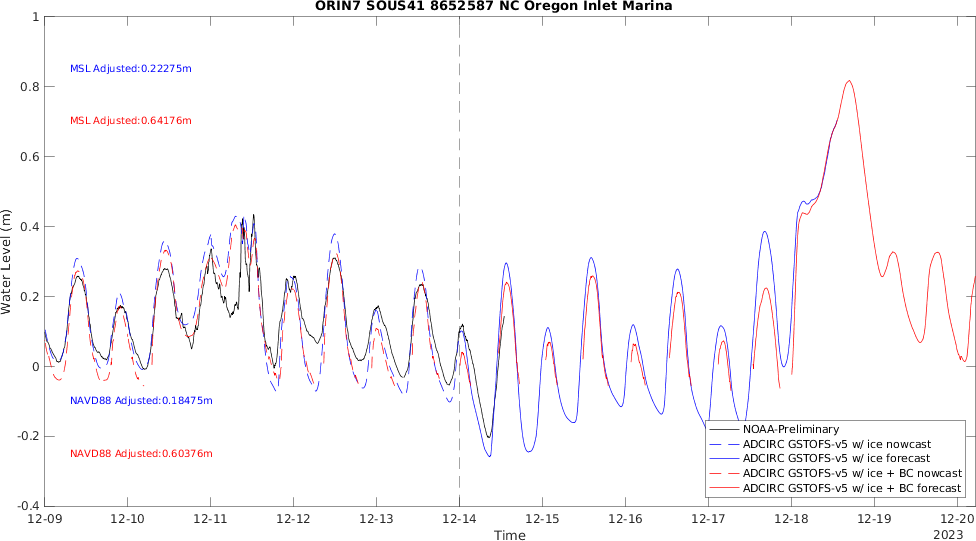 ORIN7 SOUS41 8652587 NC Oregon Inlet Marina
1
0.8
0.6
0.4
0.2
0
-0.2
-0.4
Water Level (m)
MSL Adjusted:0.22275m
MSL Adjusted:0.64176m
NAVD88 Adjusted:0.18475m
NAVD88 Adjusted:0.60376m
NOAA-Preliminary
ADCIRC GSTOFS-v5 w/ ice nowcast
ADCIRC GSTOFS-v5 w/ ice forecast
ADCIRC GSTOFS-v5 w/ ice + BC nowcast
ADCIRC GSTOFS-v5 w/ ice + BC forecast
12-09 12-10 12-11 12-12 12-13 12-14 12-15 12-16 12-17 12-18 12-19 12-20
Time
2023